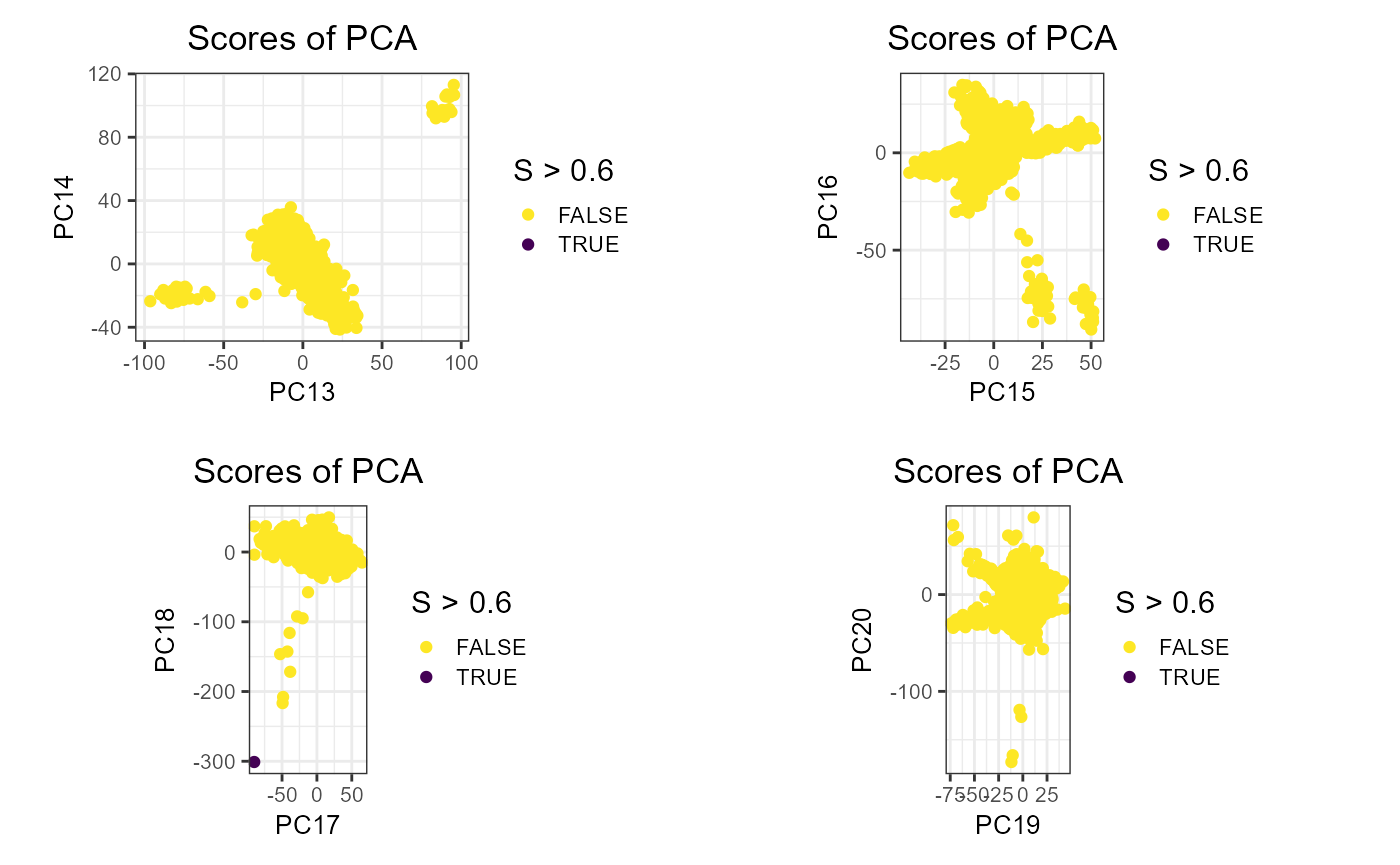 Scores of PCA
120
80
40
0
-40
-100 -50 0 50 100
PC13
PC14
S > 0.6
FALSE
TRUE
Scores of PCA
0
-50
-25 0 25 50
PC15
PC16
S > 0.6
FALSE
TRUE
Scores of PCA
0
-100
-200
-300
-50 0 50
PC17
PC18
S > 0.6
FALSE
TRUE
Scores of PCA
0
-100
-75 -50 -25 0 25
PC19
PC20
S > 0.6
FALSE
TRUE